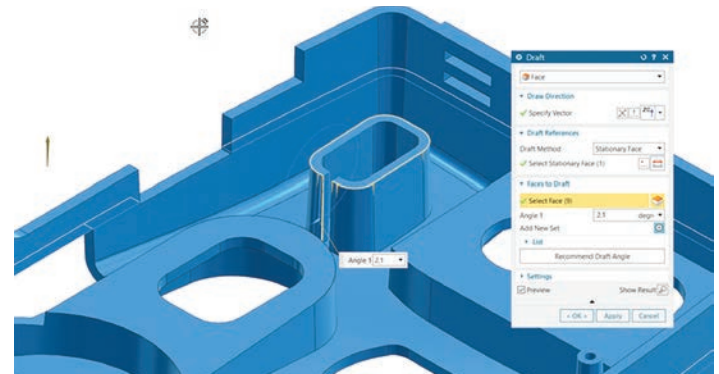 Draft
Face
Draw Direction
Specify Vector
Draft References
Draft Method Stationary Face
Select Stationary Face (1)
Faces to Draft
Select Face (9)
Angle 1 2.1 degr
Add New Set
List
Recommend Draft Angle
Settings
Preview Show Result
< OK > Apply Cancel
Angle 1 2.1